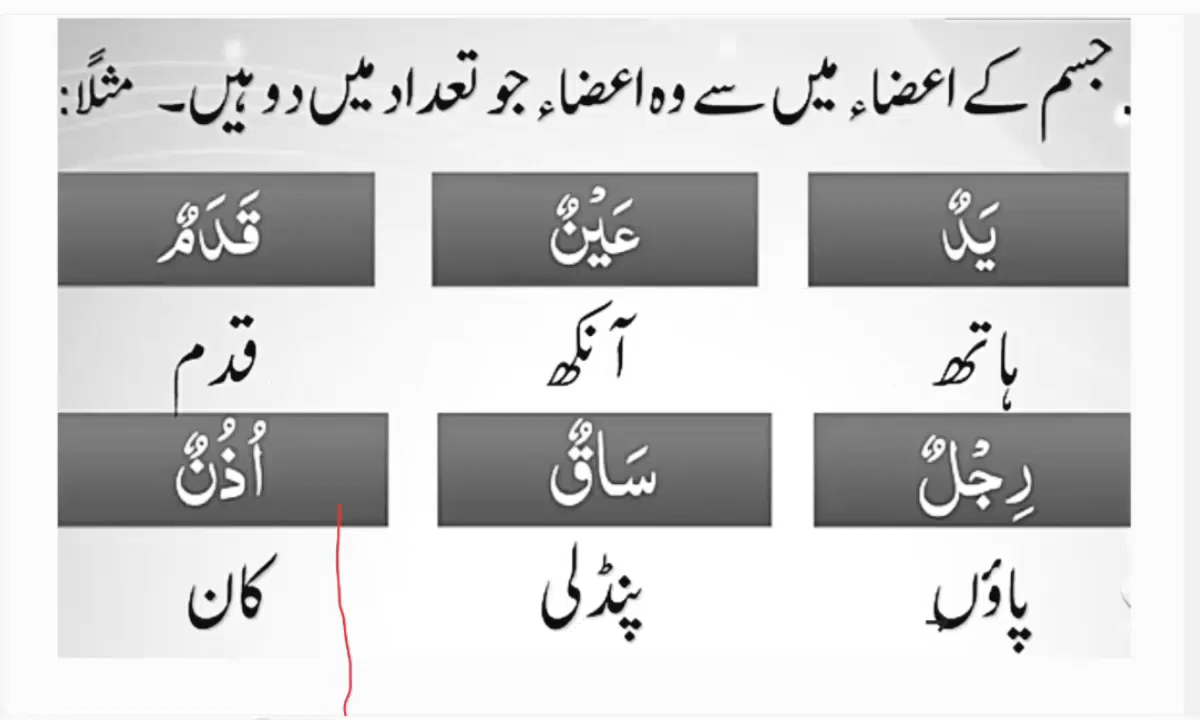 جسم کے اعضاء میں سے وہ اعضاء جو تعداد میں دو ہیں۔ مثلًا:
يَدٌ عَيْنٌ قَدَمٌ
ہاتھ آنکھ قدم
رِجْلٌ سَاقٌ اُذُنٌ
پاؤں پنڈلی کان